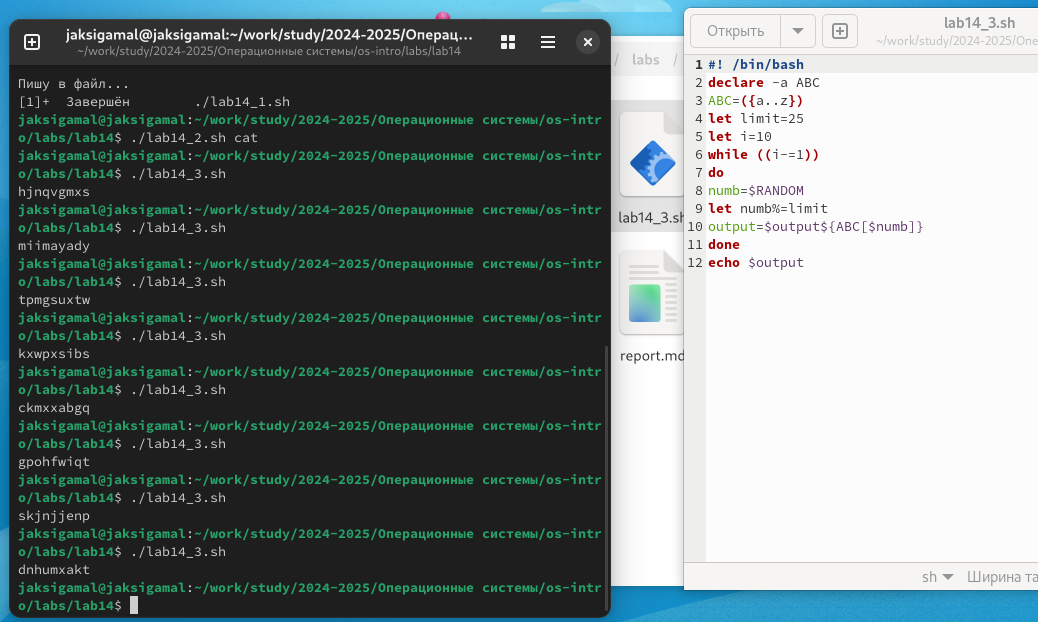 jaksigamal@jaksigamal:~/work/study/2024-2025/Операц...
~/work/study/2024-2025/Операционные системы/os-intro/labs/lab14
Пишу в файл...
[1]+  Завершён        ./lab14_1.sh
jaksigamal@jaksigamal:~/work/study/2024-2025/Операционные системы/os-intr
o/labs/lab14$ ./lab14_2.sh cat
jaksigamal@jaksigamal:~/work/study/2024-2025/Операционные системы/os-intr
o/labs/lab14$ ./lab14_3.sh
hjnqvgmxs
jaksigamal@jaksigamal:~/work/study/2024-2025/Операционные системы/os-intr
o/labs/lab14$ ./lab14_3.sh
miimayady
jaksigamal@jaksigamal:~/work/study/2024-2025/Операционные системы/os-intr
o/labs/lab14$ ./lab14_3.sh
tpmgsuxtw
jaksigamal@jaksigamal:~/work/study/2024-2025/Операционные системы/os-intr
o/labs/lab14$ ./lab14_3.sh
kxwpxsibs
jaksigamal@jaksigamal:~/work/study/2024-2025/Операционные системы/os-intr
o/labs/lab14$ ./lab14_3.sh
ckmxxabgq
jaksigamal@jaksigamal:~/work/study/2024-2025/Операционные системы/os-intr
o/labs/lab14$ ./lab14_3.sh
gpohfwiqt
jaksigamal@jaksigamal:~/work/study/2024-2025/Операционные системы/os-intr
o/labs/lab14$ ./lab14_3.sh
skjnjjenp
jaksigamal@jaksigamal:~/work/study/2024-2025/Операционные системы/os-intr
o/labs/lab14$ ./lab14_3.sh
dnhumxakt
jaksigamal@jaksigamal:~/work/study/2024-2025/Операционные системы/os-intr
o/labs/lab14$
/ labs /
lab14_3.sh
report.md
Открыть
lab14_3.sh
~/work/study/2024-2025/Опе
1 #! /bin/bash
2 declare -a ABC
3 ABC=({a..z})
4 let limit=25
5 let i=10
6 while ((i-=1))
7 do
8 numb=$RANDOM
9 let numb%=limit
10 output=$output${ABC[$numb]}
11 done
12 echo $output
sh
Ширина та